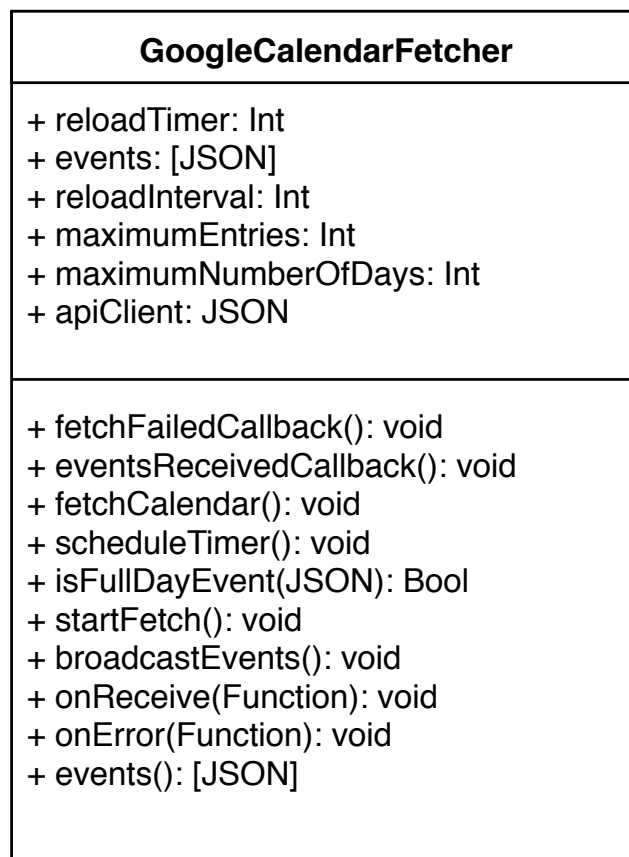 GoogleCalendarFetcher
+ reloadTimer: Int
+ events: [JSON]
+ reloadInterval: Int
+ maximumEntries: Int
+ maximumNumberOfDays: Int
+ apiClient: JSON
+ fetchFailedCallback(): void
+ eventsReceivedCallback(): void
+ fetchCalendar(): void
+ scheduleTimer(): void
+ isFullDayEvent(JSON): Bool
+ startFetch(): void
+ broadcastEvents(): void
+ onReceive(Function): void
+ onError(Function): void
+ events(): [JSON]